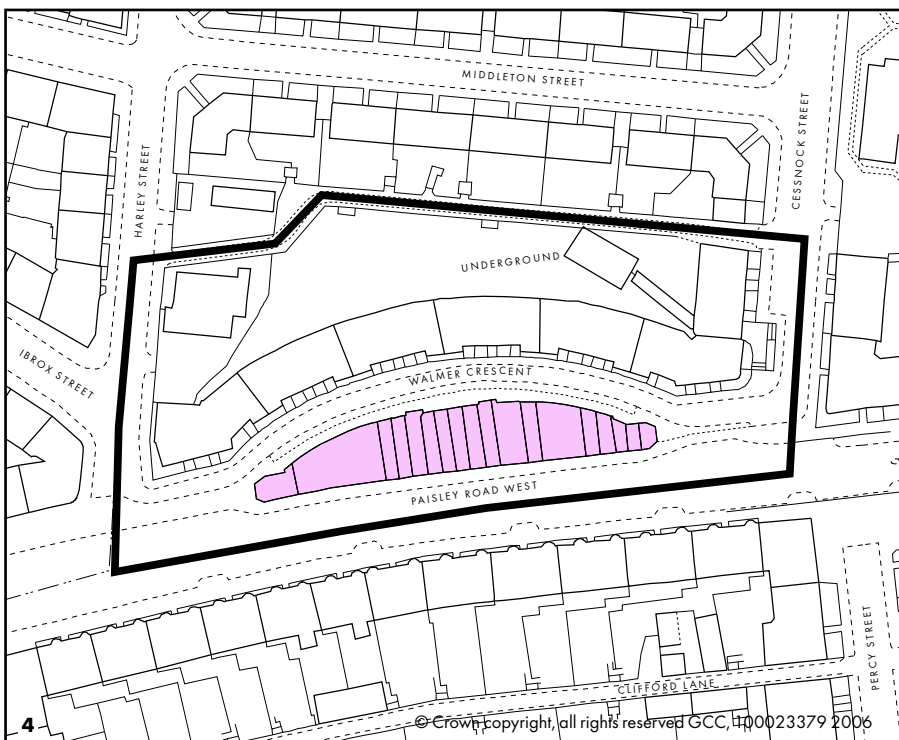 MIDDLETON STREET
CESSNOCK STREET
HARLEY STREET
UNDERGROUND
IBROX STREET
WALMER CRESCENT
PAISLEY ROAD WEST
PERCY STREET
CLIFFORD LANE
4
© Crown copyright, all rights reserved GCC, 100023379 2006